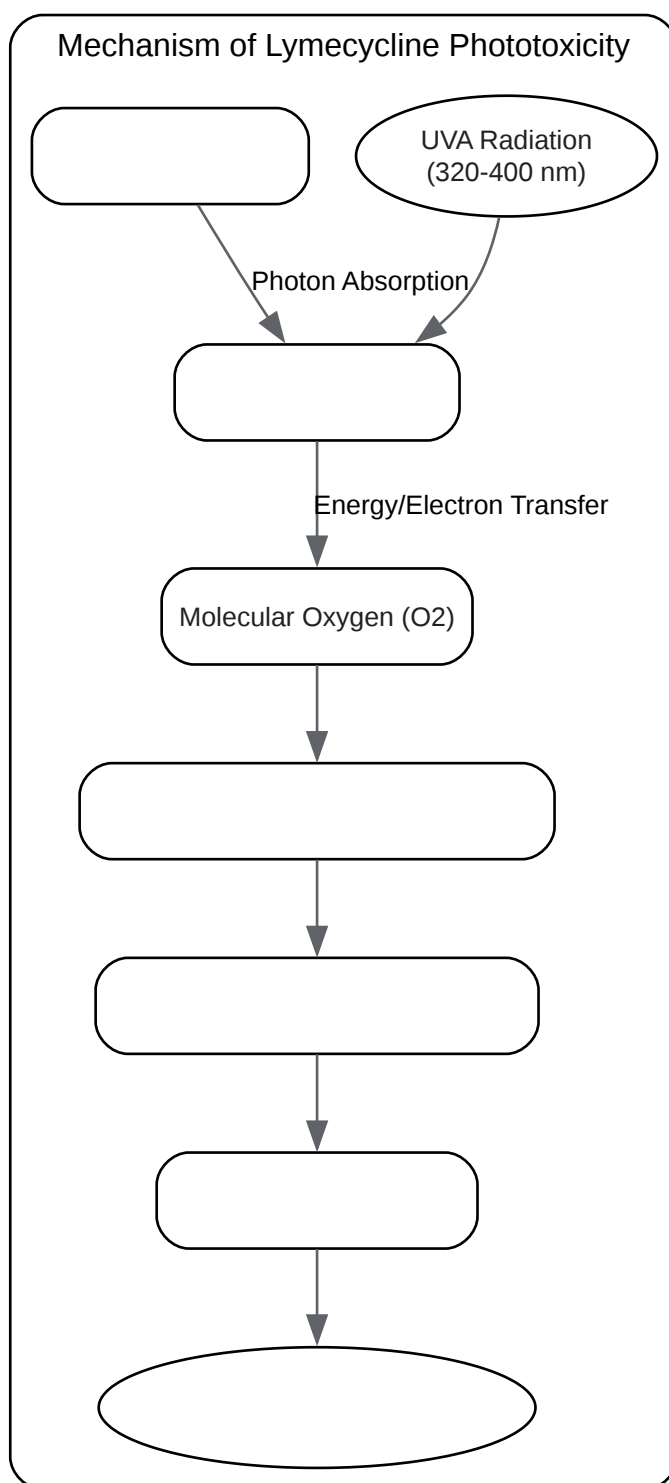 Mechanism of Lymecycline Phototoxicity
UVA Radiation
(320-400 nm)
Photon Absorption
Energy/Electron Transfer
Molecular Oxygen (O2)